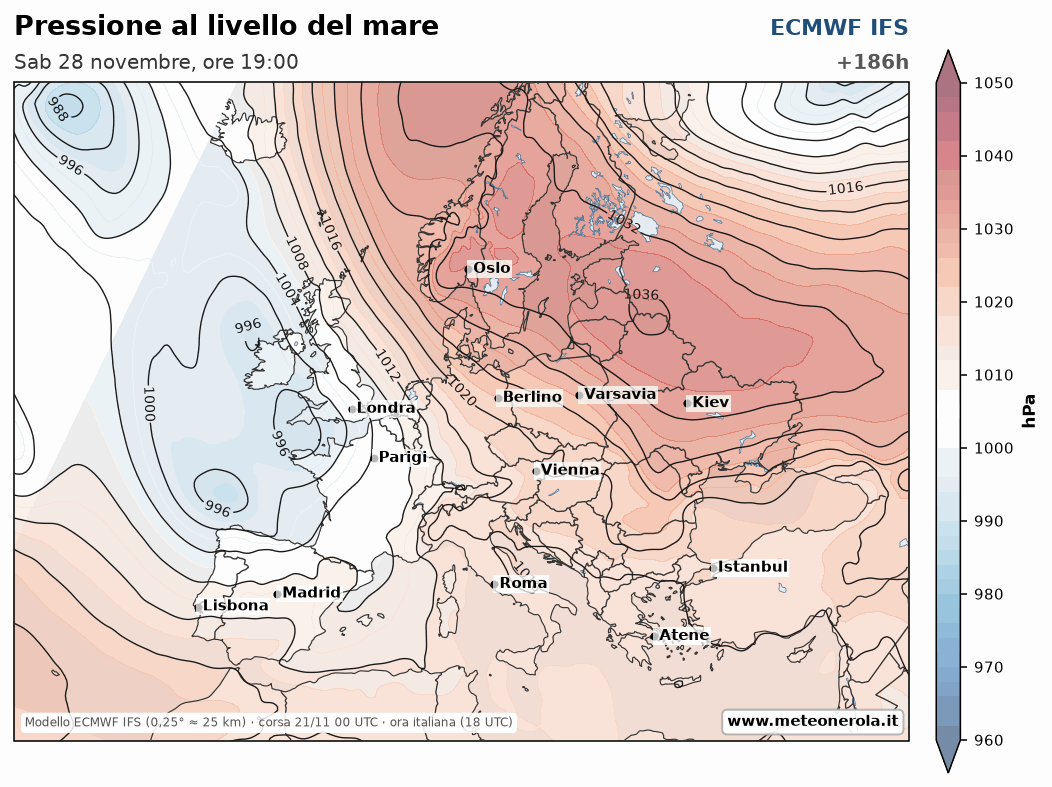 Pressione al livello del mare
ECMWF IFS
Sab 28 novembre, ore 19:00
+186h
988
996
1016
1016
1032
1008
1004
1036
996
1012
1020
1000
996
996
Oslo
Berlino
Varsavia
Kiev
Londra
Parigi
Vienna
Istanbul
Roma
Madrid
Lisbona
Atene
1050
1040
1030
1020
1010
1000
990
980
970
960
hPa
Modello ECMWF IFS (0,25° ≈ 25 km) · corsa 21/11 00 UTC · ora italiana (18 UTC)
www.meteonerola.it